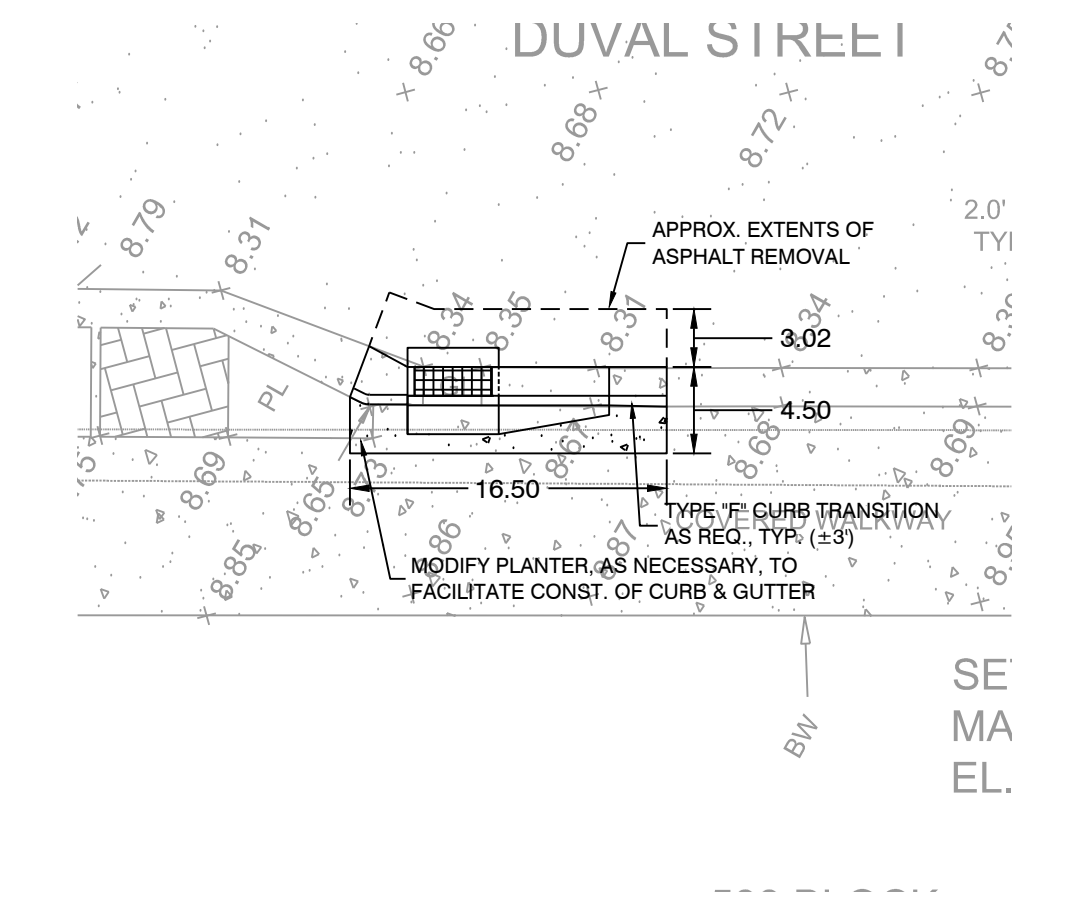 DUVAL STREET
8.66
8.68
8.72
8.79
8.31
2.0'
APPROX. EXTENTS OF
ASPHALT REMOVAL
8.34
8.35
8.31
8.34
3.02
4.50
PL
8.69
8.65
8.67
8.68
8.69
16.50
TYPE "F" CURB TRANSITION
COVERED WALKWAY
AS REQ., TYP. (±3')
8.85
8.87
MODIFY PLANTER, AS NECESSARY, TO
FACILITATE CONST. OF CURB & GUTTER
BW
MA
EL.